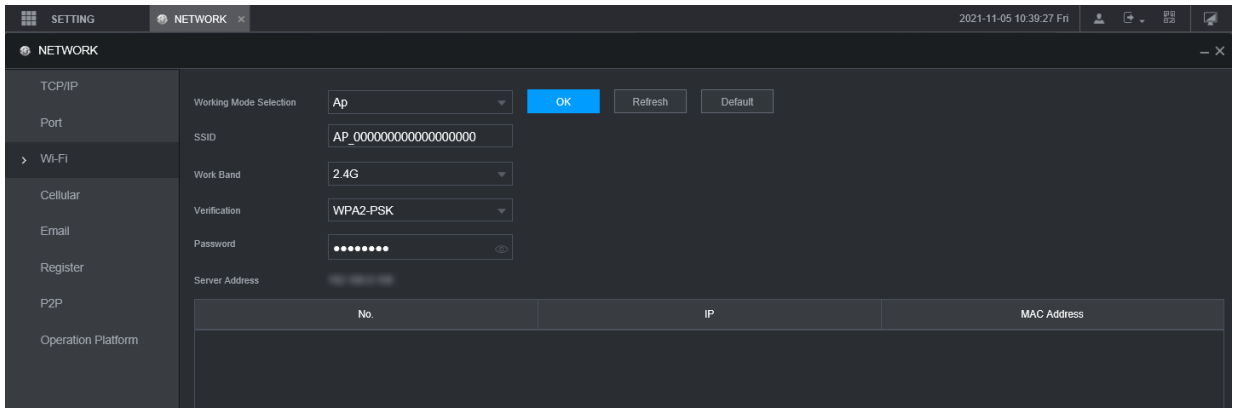 SETTING NETWORK × 2021-11-05 10:39:27 Fri
NETWORK
TCP/IP
Port
Wi-Fi
Cellular
Email
Register
P2P
Operation Platform
Working Mode Selection Ap OK Refresh Default
SSID AP_000000000000000000
Work Band 2.4G
Verification WPA2-PSK
Password ••••••••
Server Address
No. IP MAC Address